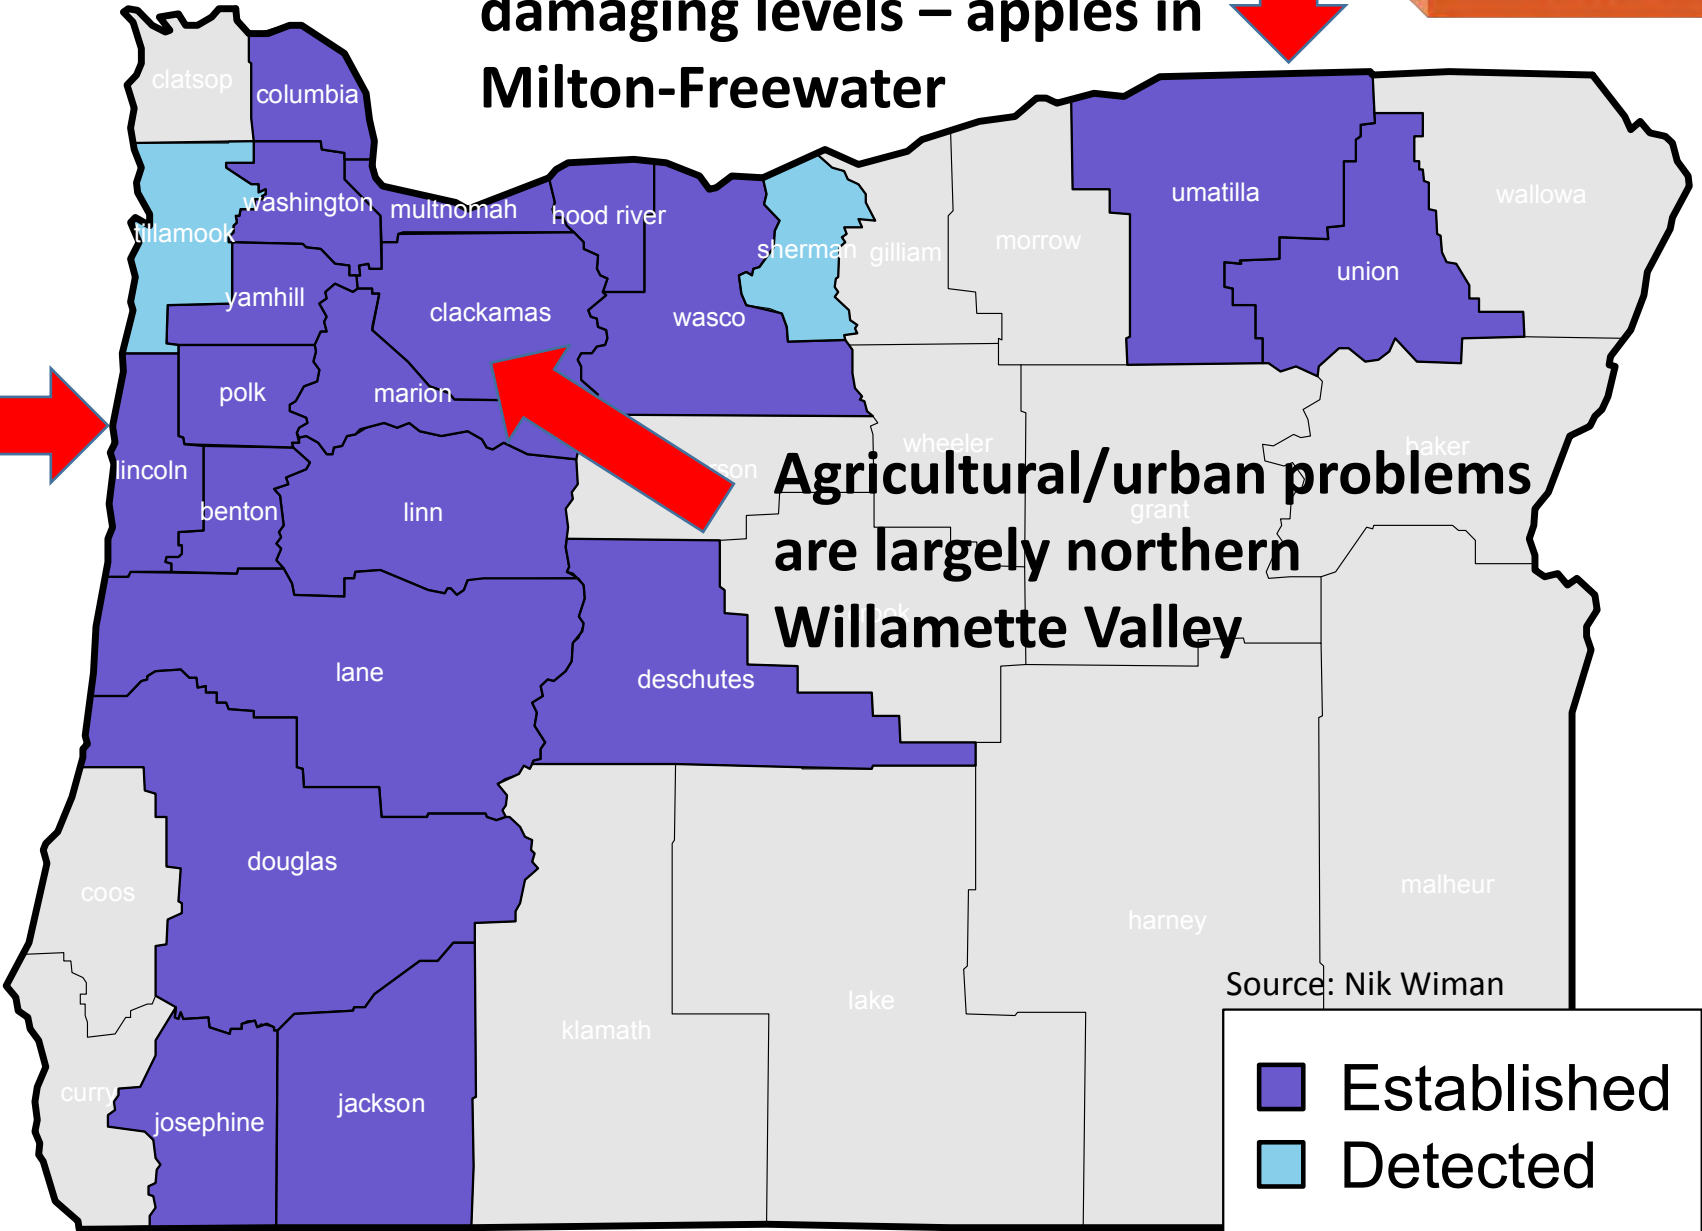 damaging levels – apples in
Milton-Freewater
clatsop
columbia
tillamook
washington
multnomah
hood river
sherman
gilliam
morrow
umatilla
union
wallowa
yamhill
clackamas
wasco
polk
marion
lincoln
benton
linn
wheeler
baker
grant
Agricultural/urban problems
are largely northern
Willamette Valley
lane
deschutes
douglas
coos
curry
josephine
jackson
klamath
lake
harney
malheur
Source: Nik Wiman
Established
Detected